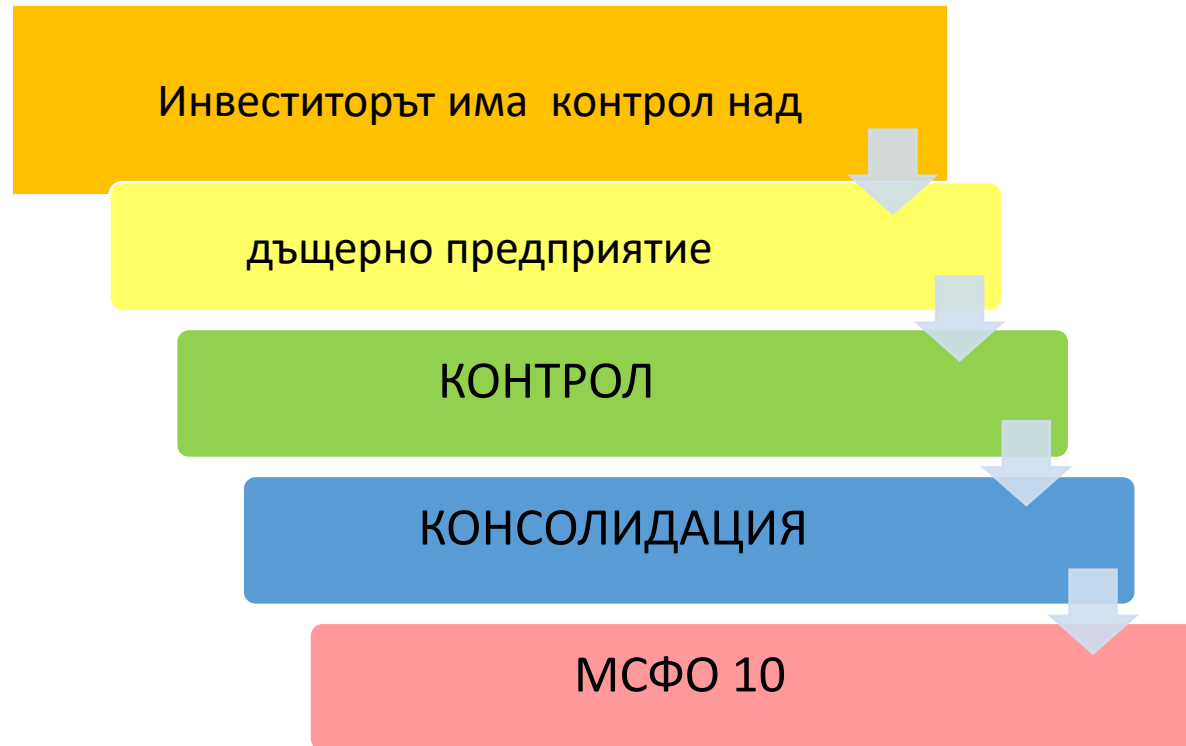 Инвеститорът има  контрол над
дъщерно предприятие
КОНТРОЛ
КОНСОЛИДАЦИЯ
МСФО 10